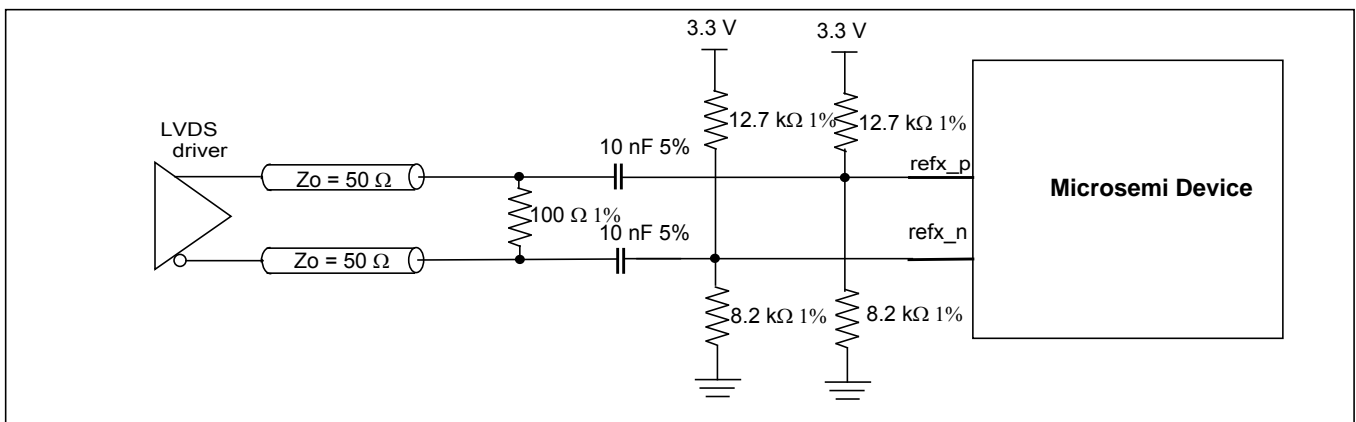 3.3 V
3.3 V
12.7 kΩ 1%
12.7 kΩ 1%
LVDS
driver
10 nF 5%
refx_p
Zo = 50 Ω
Microsemi Device
100 Ω 1%
10 nF 5%
refx_n
Zo = 50 Ω
8.2 kΩ 1%
8.2 kΩ 1%